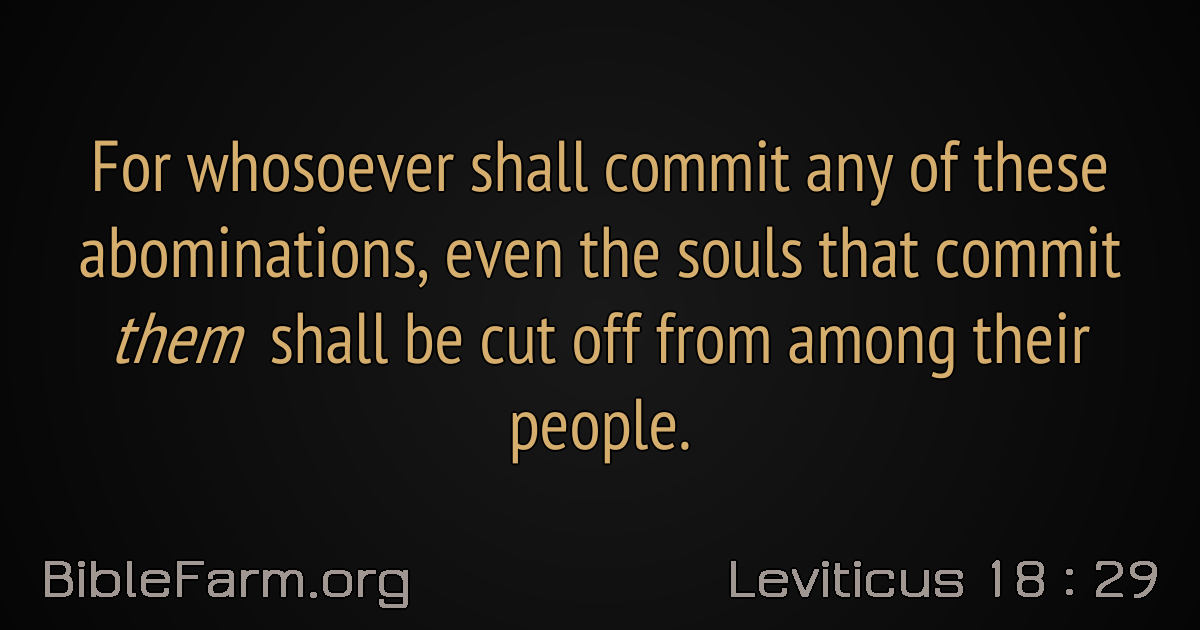 For whosoever shall commit any of these
abominations, even the souls that commit
them shall be cut off from among their
people.
BibleFarm.org
Leviticus 18 : 29